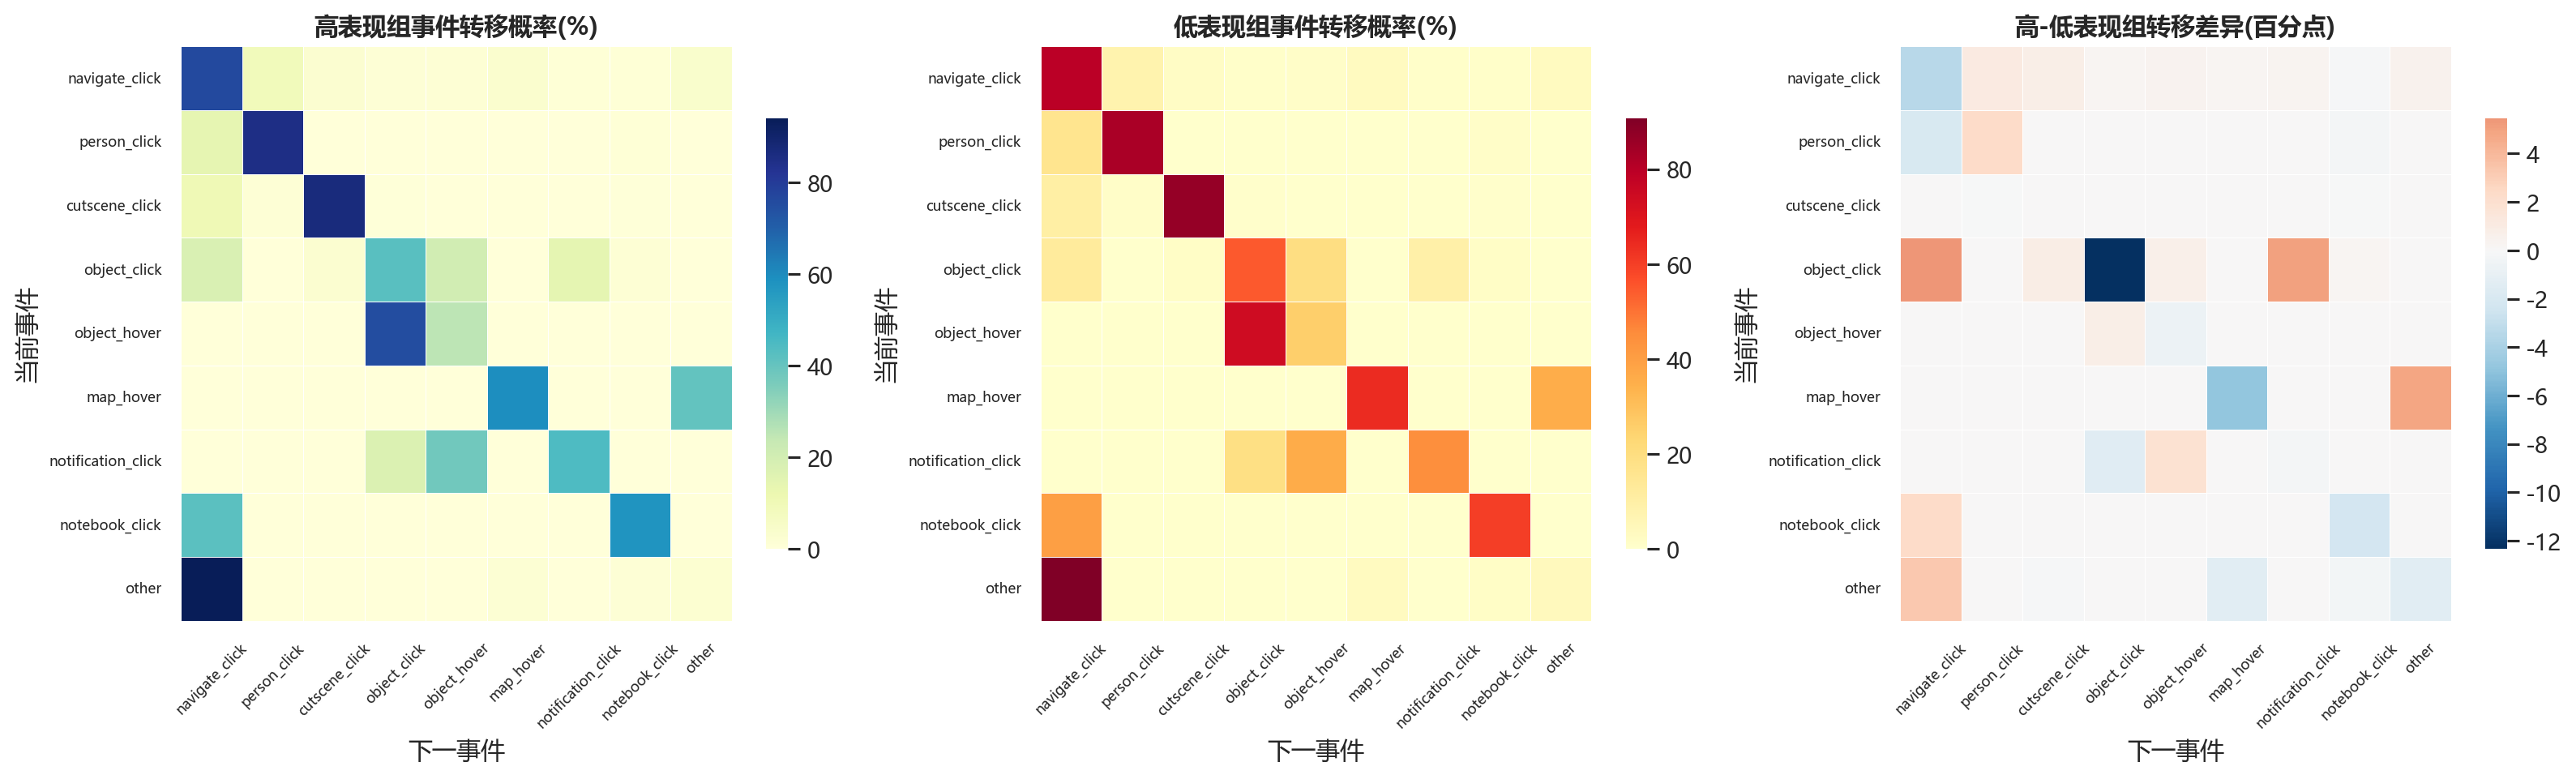 高表现组事件转移概率(%)
当前事件
navigate_click
person_click
cutscene_click
object_click
object_hover
map_hover
notification_click
notebook_click
other
navigate_click
person_click
cutscene_click
object_click
object_hover
map_hover
notification_click
notebook_click
other
下一事件
80
60
40
20
0
低表现组事件转移概率(%)
当前事件
navigate_click
person_click
cutscene_click
object_click
object_hover
map_hover
notification_click
notebook_click
other
navigate_click
person_click
cutscene_click
object_click
object_hover
map_hover
notification_click
notebook_click
other
下一事件
80
60
40
20
0
高-低表现组转移差异(百分点)
当前事件
navigate_click
person_click
cutscene_click
object_click
object_hover
map_hover
notification_click
notebook_click
other
navigate_click
person_click
cutscene_click
object_click
object_hover
map_hover
notification_click
notebook_click
other
下一事件
4
2
0
-2
-4
-6
-8
-10
-12